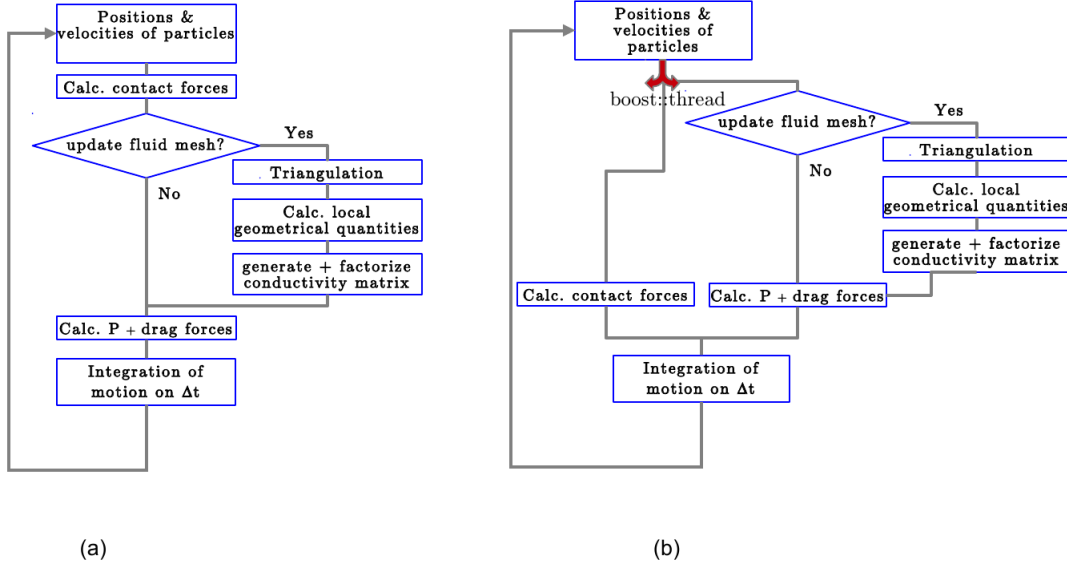 Positions &
velocities of particles
Calc. contact forces
update fluid mesh?
Yes
No
Triangulation
Calc. local
geometrical quantities
generate + factorize
conductivity matrix
Calc. P + drag forces
Integration of
motion on Δt
(a)
Positions &
velocities of
particles
boost::thread
update fluid mesh?
Yes
No
Triangulation
Calc. local
geometrical quantities
generate + factorize
conductivity matrix
Calc. contact forces
Calc. P + drag forces
Integration of
motion on Δt
(b)